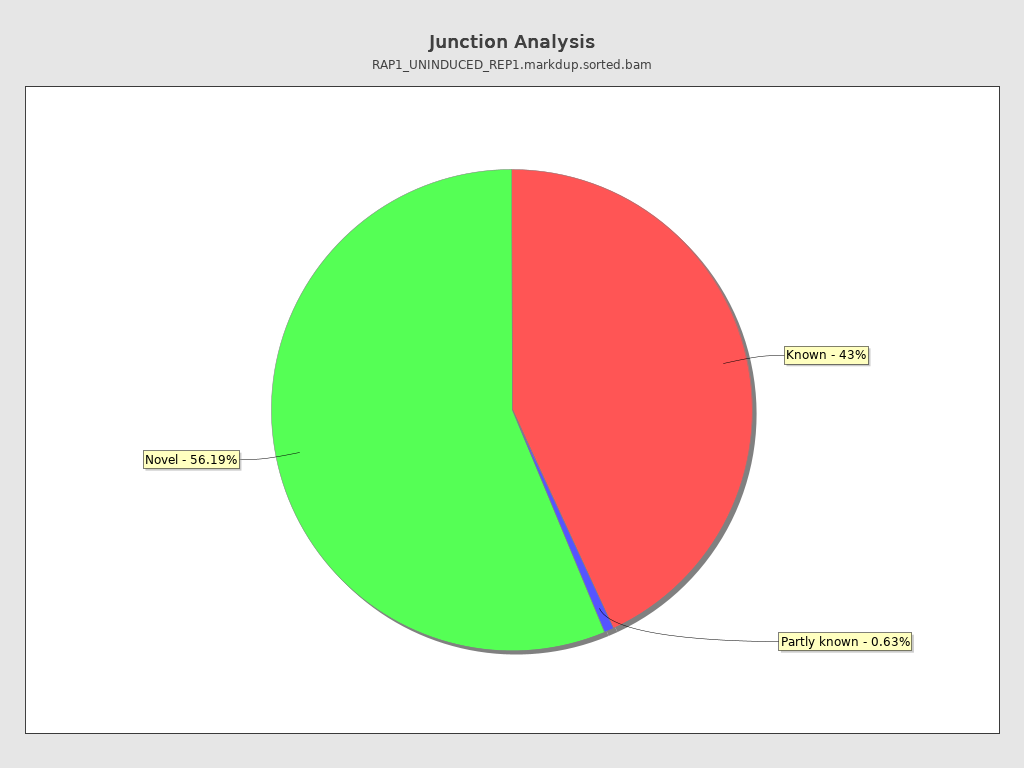 Junction Analysis
RAP1_UNINDUCED_REP1.markdup.sorted.bam
Known - 43%
Novel - 56.19%
Partly known - 0.63%